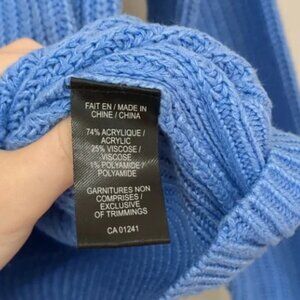 FAIT EN / MADE IN
CHINE / CHINA
74% ACRYLIQUE /
ACRYLIC
25% VISCOSE /
VISCOSE
1% POLYAMIDE /
POLYAMIDE
GARNITURES NON
COMPRISES /
EXCLUSIVE
OF TRIMMINGS
CA 01241